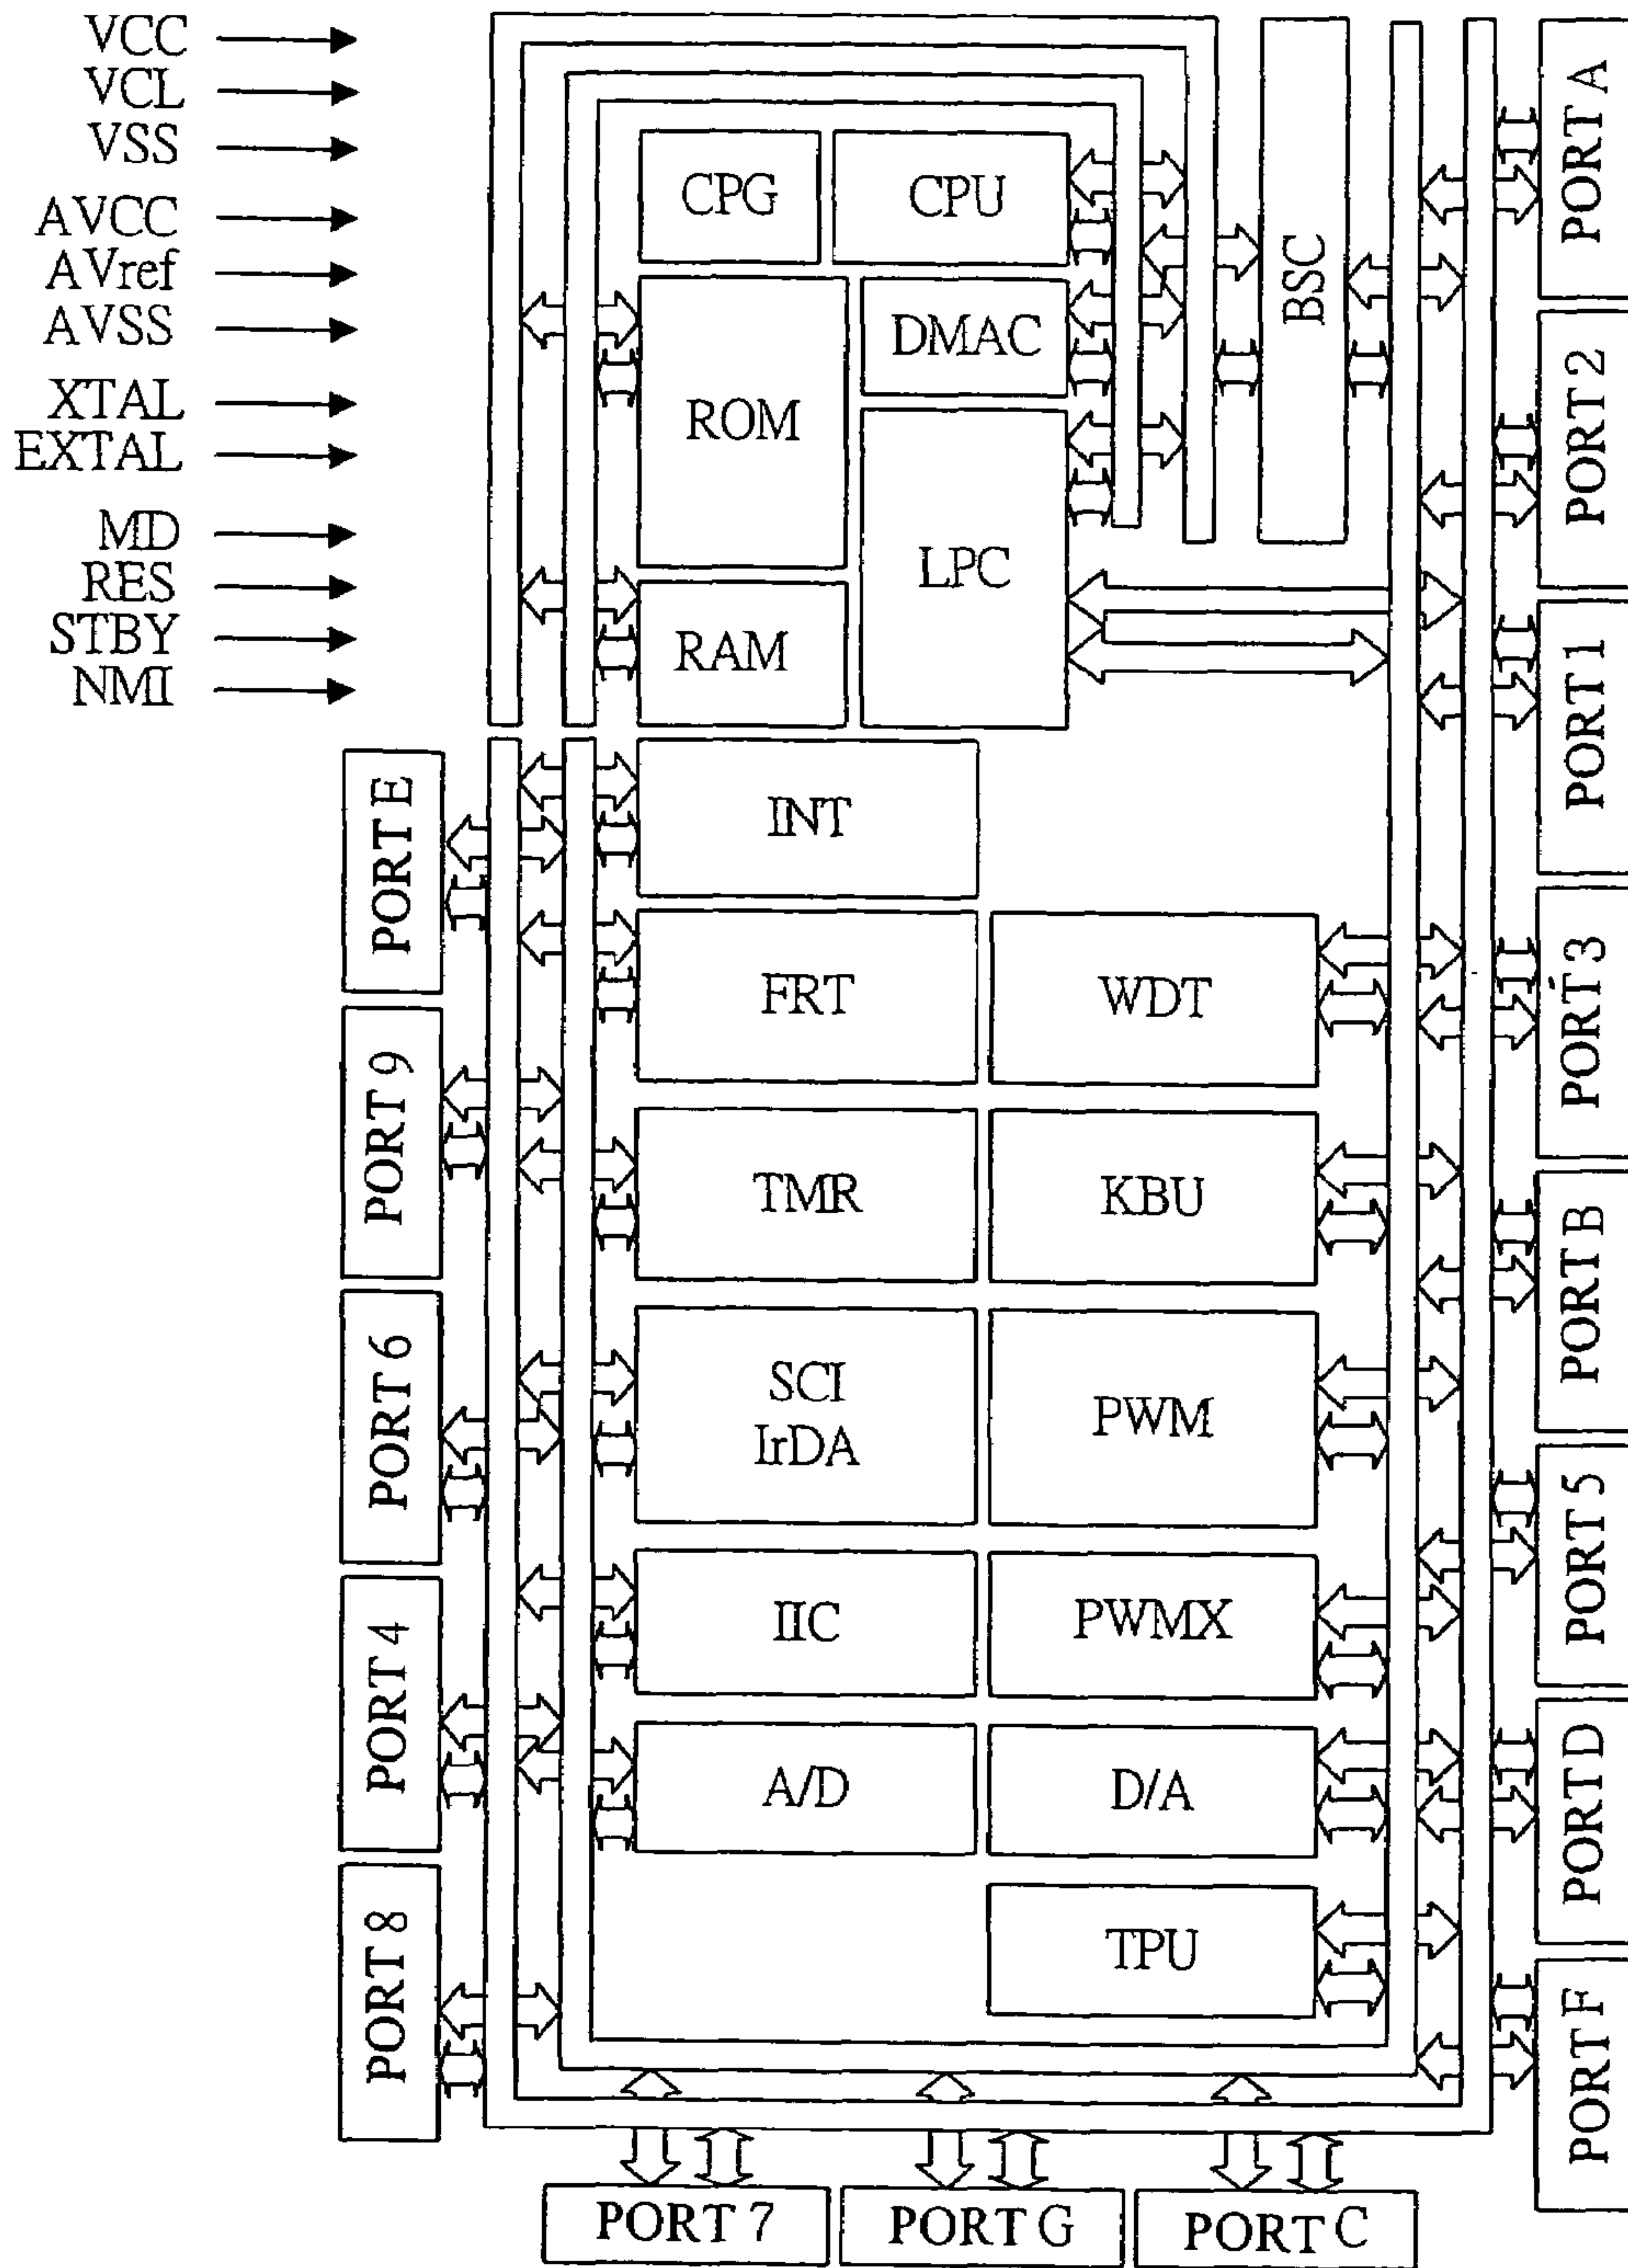 VCC
VCL
VSS
AVCC
AVref
AVSS
XTAL
EXTAL
MD
RES
STBY
NMI
CPG
CPU
DMAC
ROM
LPC
RAM
BSC
INT
FRT
WDT
TMR
KBU
SCI
IrDA
PWM
IIC
PWMX
A/D
D/A
TPU
PORT E
PORT 9
PORT 6
PORT 4
PORT 8
PORT A
PORT 2
PORT 1
PORT 3
PORT B
PORT 5
PORT D
PORT F
PORT 7
PORT G
PORT C